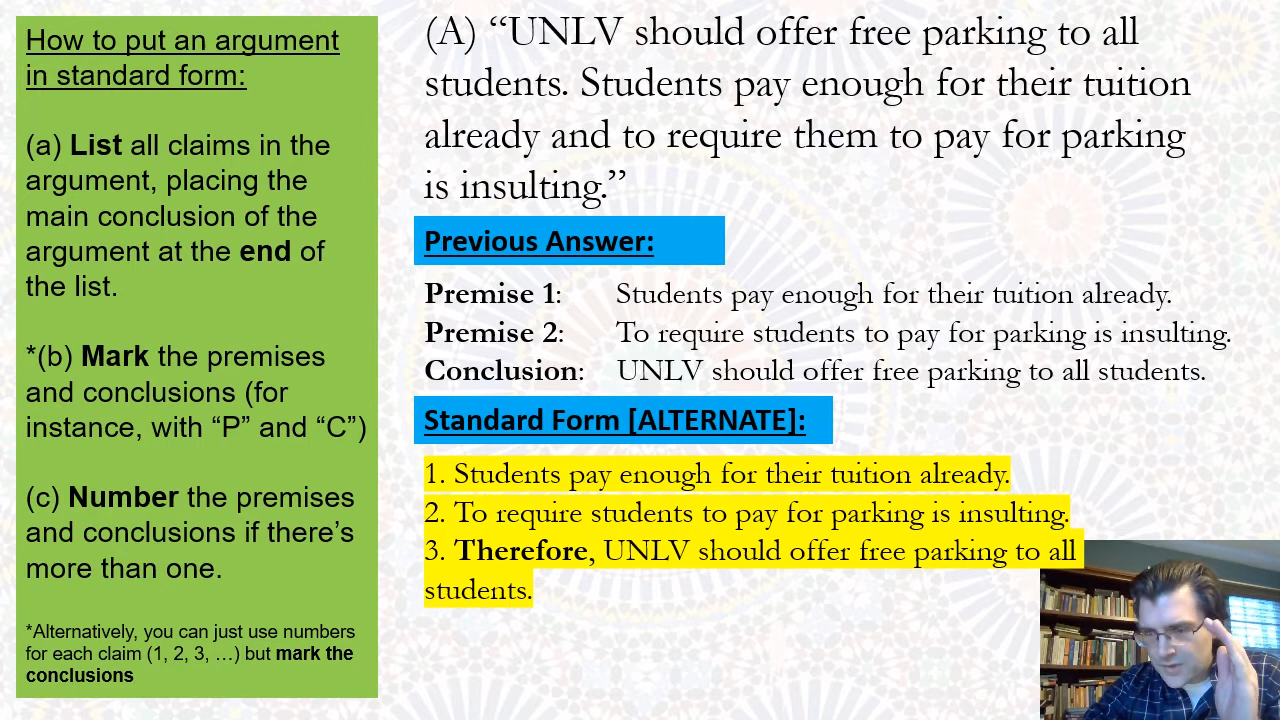 How to put an argument
in standard form:
(a) List all claims in the
argument, placing the
main conclusion of the
argument at the end of
the list.
*(b) Mark the premises
and conclusions (for
instance, with “P” and “C”)
(c) Number the premises
and conclusions if there’s
more than one.
*Alternatively, you can just use numbers
for each claim (1, 2, 3, …) but mark the
conclusions
(A) “UNLV should offer free parking to all
students. Students pay enough for their tuition
already and to require them to pay for parking
is insulting.”
Previous Answer:
Premise 1: Students pay enough for their tuition already.
Premise 2: To require students to pay for parking is insulting.
Conclusion: UNLV should offer free parking to all students.
Standard Form [ALTERNATE]:
1. Students pay enough for their tuition already.
2. To require students to pay for parking is insulting.
3. Therefore, UNLV should offer free parking to all
students.